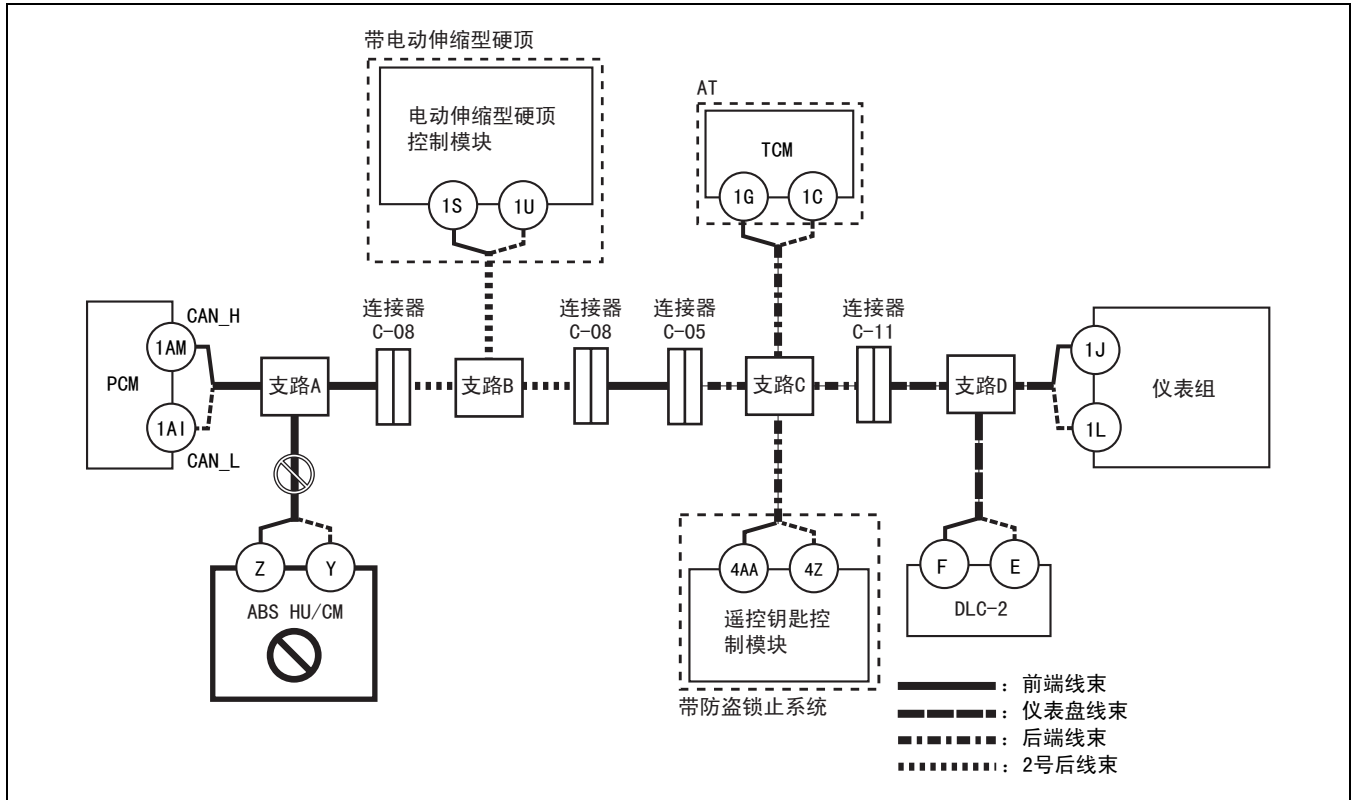 带电动伸缩型硬顶
电动伸缩型硬顶
控制模块
1S
1U
AT
TCM
1G
1C
PCM
CAN_H
1AM
1AI
CAN_L
支路A
连接器
C-08
支路B
连接器
C-08
连接器
C-05
支路C
连接器
C-11
支路D
1J
1L
仪表组
Z
Y
ABS HU/CM
4AA
4Z
遥控钥匙控
制模块
带防盗锁止系统
F
E
DLC-2
: 前端线束
: 仪表盘线束
: 后端线束
: 2号后线束